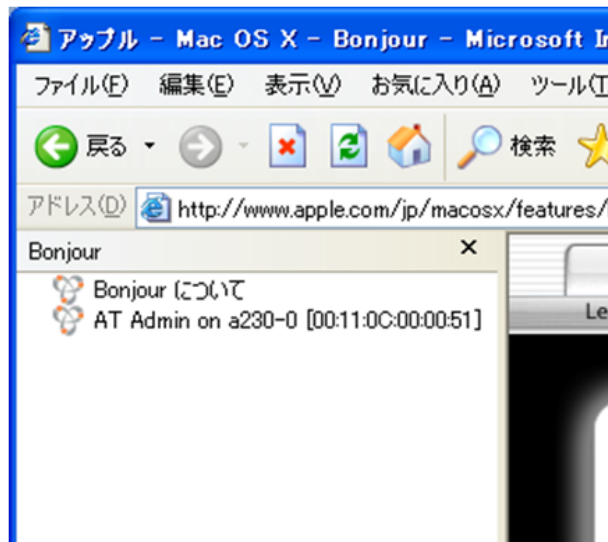 アップル - Mac OS X - Bonjour - Microsoft
ファイル(F) 編集(E) 表示(V) お気に入り(A) ツール(T
戻る 検索
アドレス(D) http://www.apple.com/jp/macosx/features/
Bonjour ×
Bonjour について
AT Admin on a230-0 [00:11:0C:00:00:51]
Le